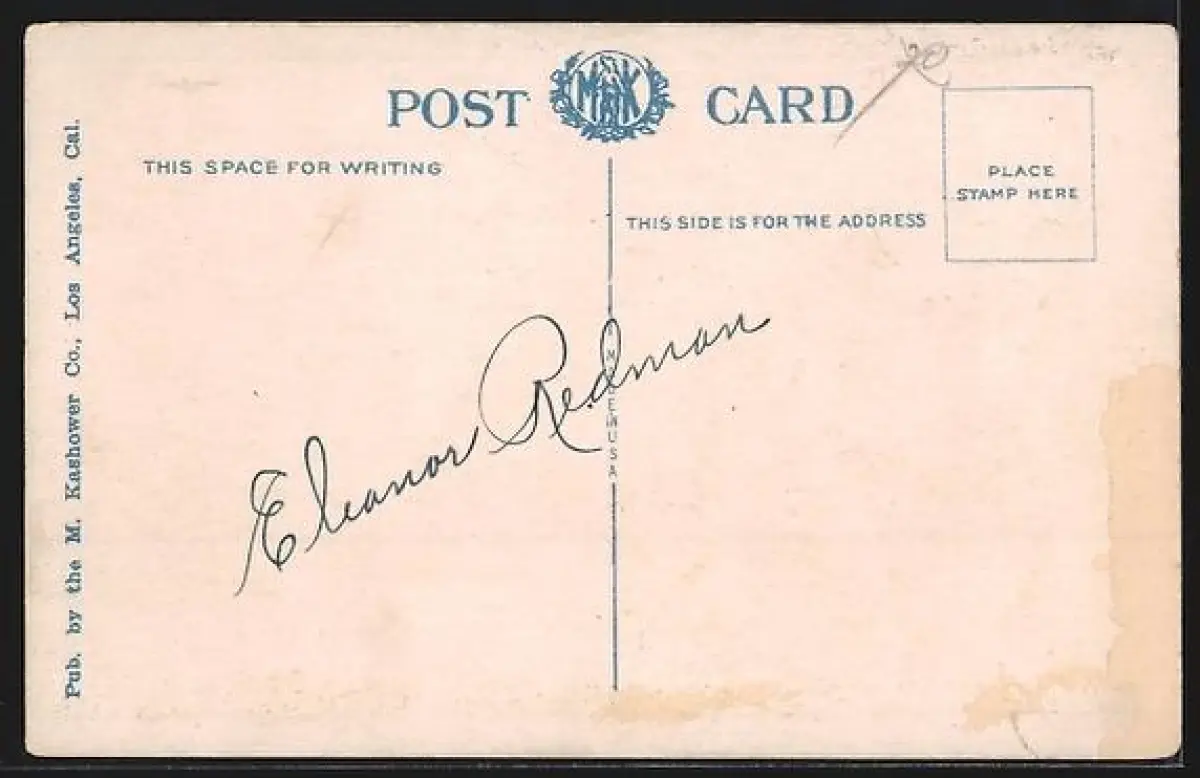 POST CARD
MK
THIS SPACE FOR WRITING
PLACE
STAMP HERE
THIS SIDE IS FOR THE ADDRESS
Eleanor Redman
MADE IN USA
Pub. by the M. Kashower Co., Los Angeles, Cal.